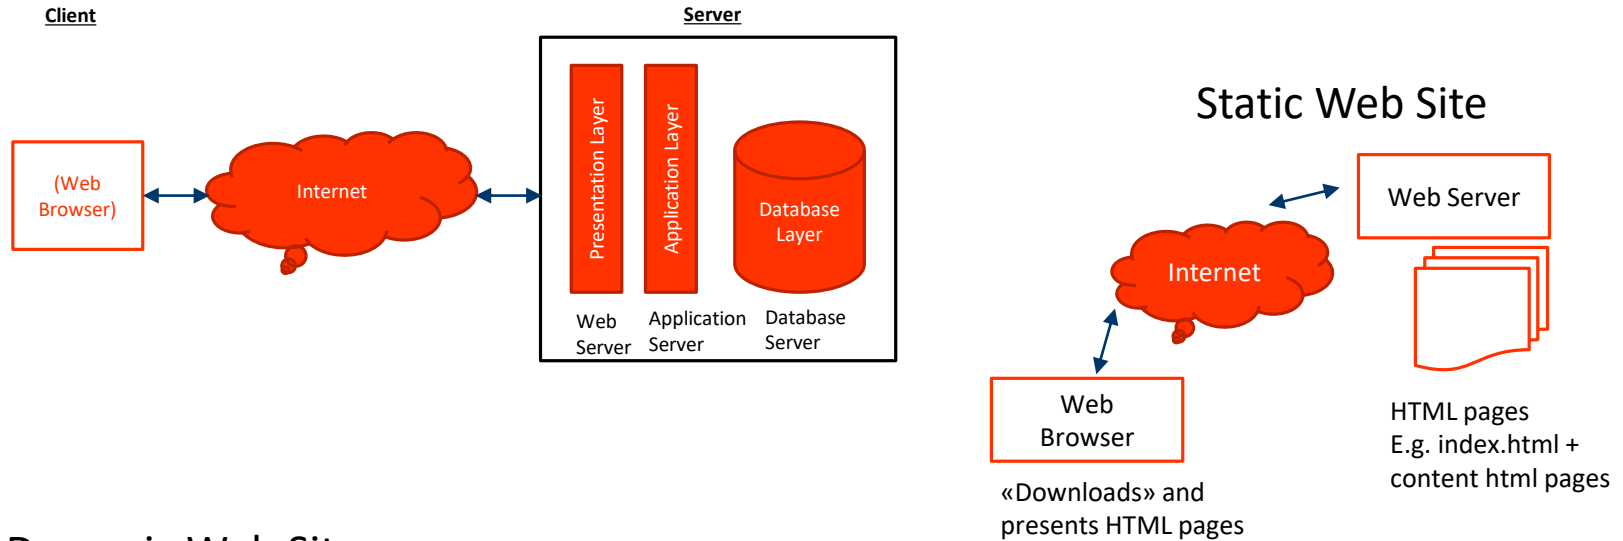 Client
Server
(Web
Browser)
Internet
Presentation Layer
Application Layer
Database
Layer
Web
Server
Application
Server
Database
Server
Static Web Site
Web Server
Internet
Web
Browser
HTML pages
E.g. index.html +
content html pages
«Downloads» and
presents HTML pages